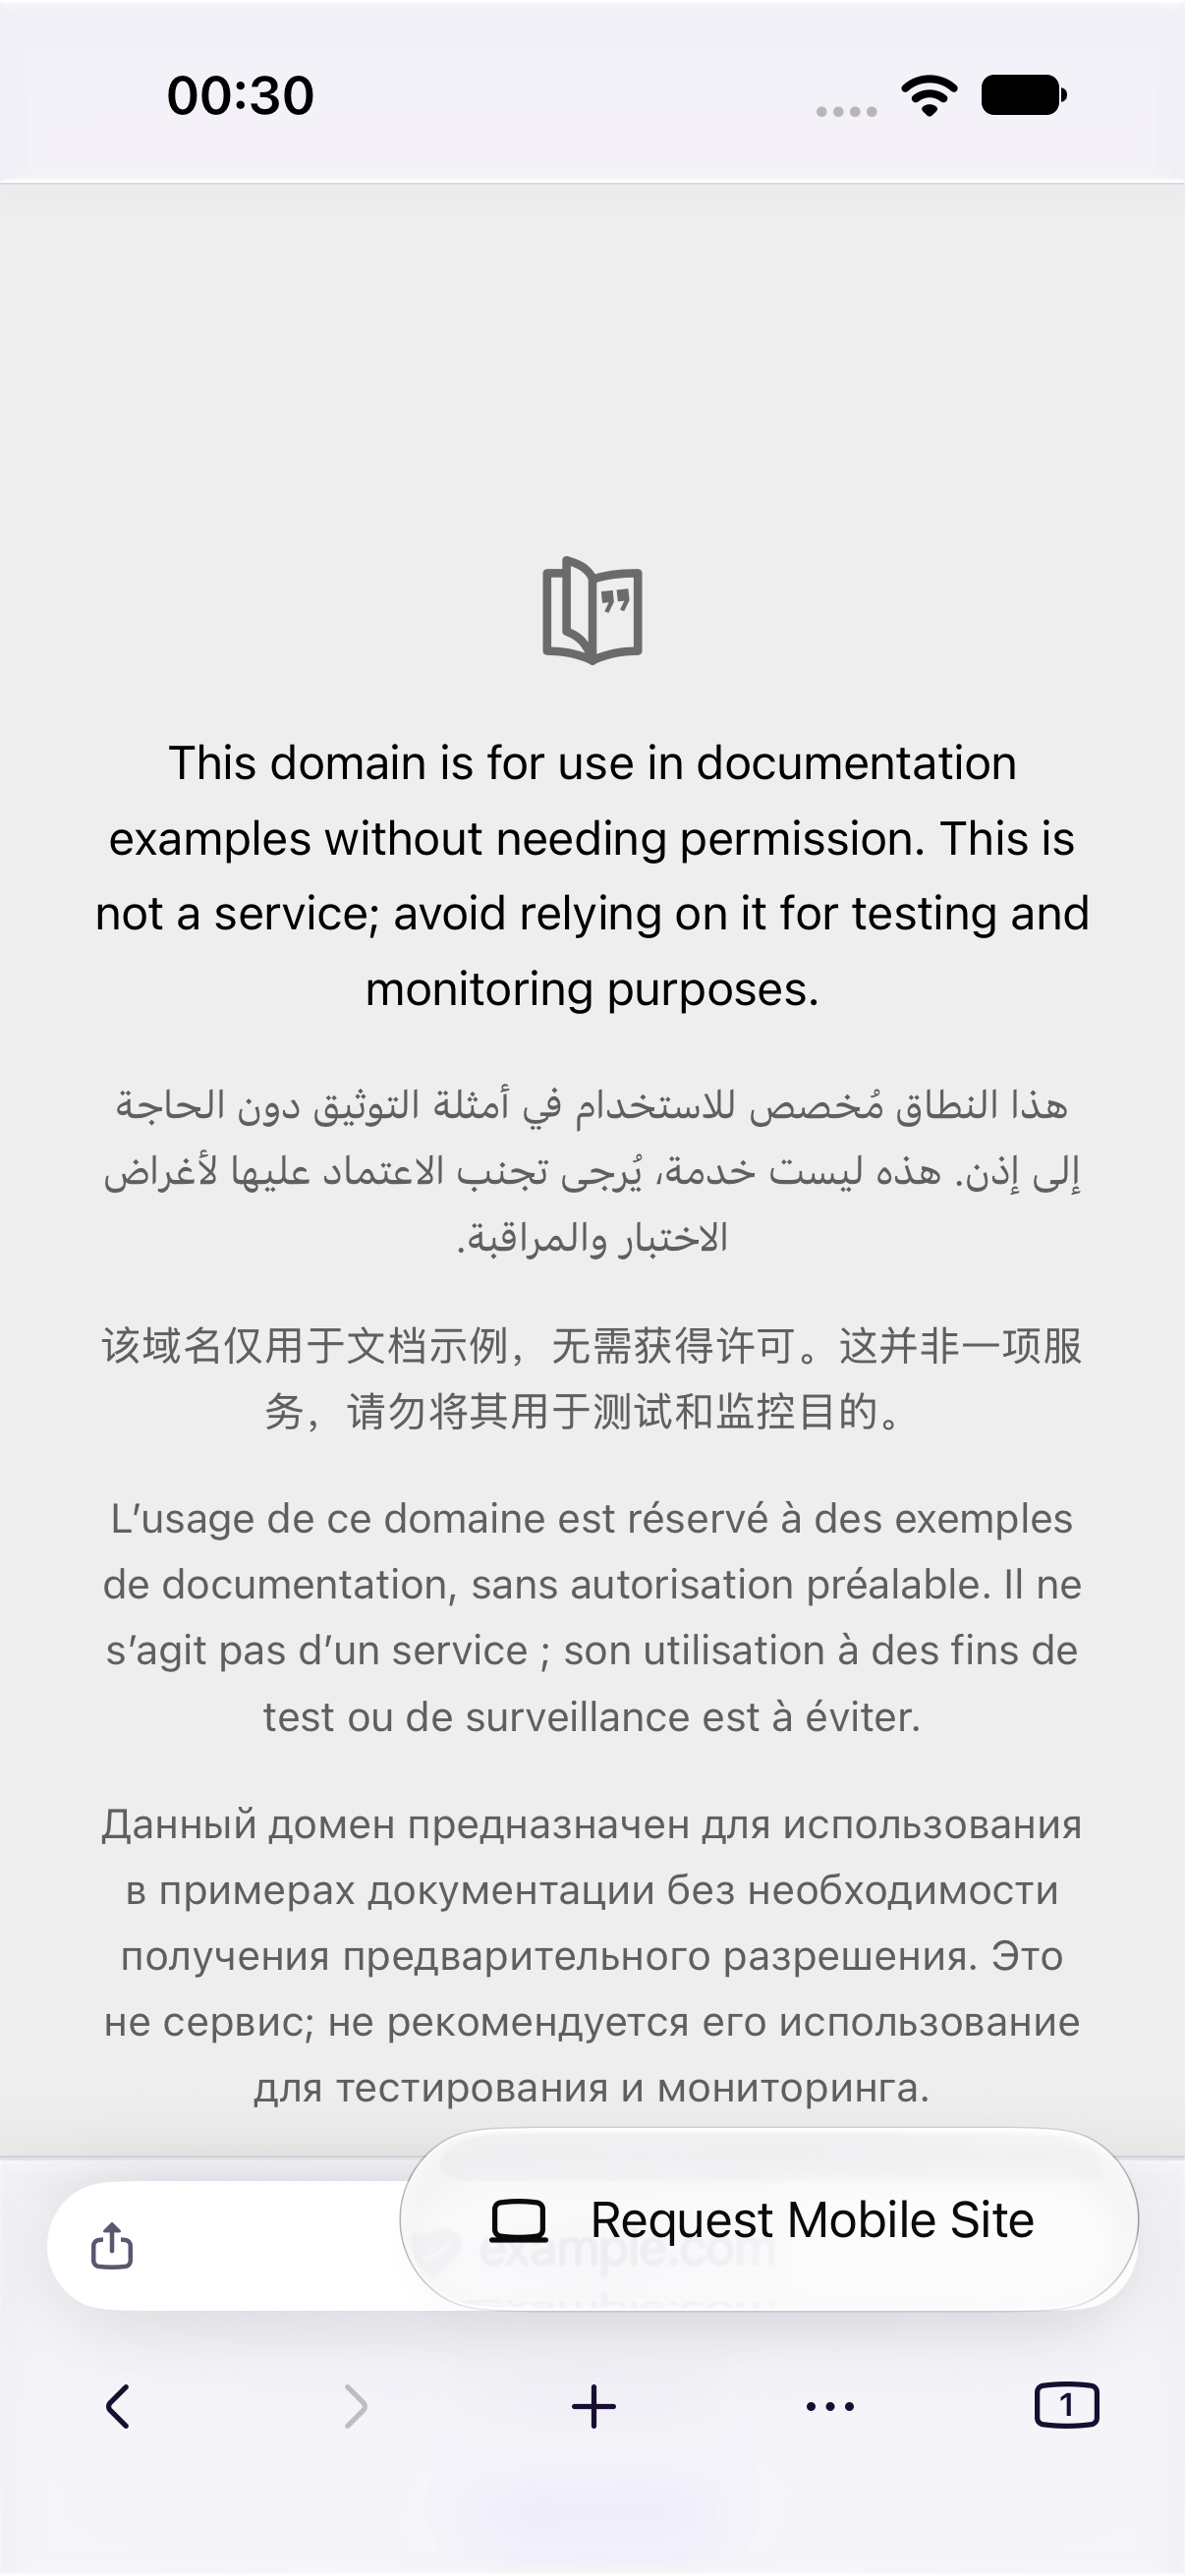 00:30
This domain is for use in documentation
examples without needing permission. This is
not a service; avoid relying on it for testing and
monitoring purposes.
هذا النطاق مُخصص للاستخدام في أمثلة التوثيق دون الحاجة
إلى إذن. هذه ليست خدمة، يُرجى تجنب الاعتماد عليها لأغراض
الاختبار والمراقبة.
该域名仅用于文档示例，无需获得许可。这并非一项服
务，请勿将其用于测试和监控目的。
L’usage de ce domaine est réservé à des exemples
de documentation, sans autorisation préalable. Il ne
s’agit pas d’un service ; son utilisation à des fins de
test ou de surveillance est à éviter.
Данный домен предназначен для использования
в примерах документации без необходимости
получения предварительного разрешения. Это
не сервис; не рекомендуется его использование
для тестирования и мониторинга.
Request Mobile Site
example.com
1